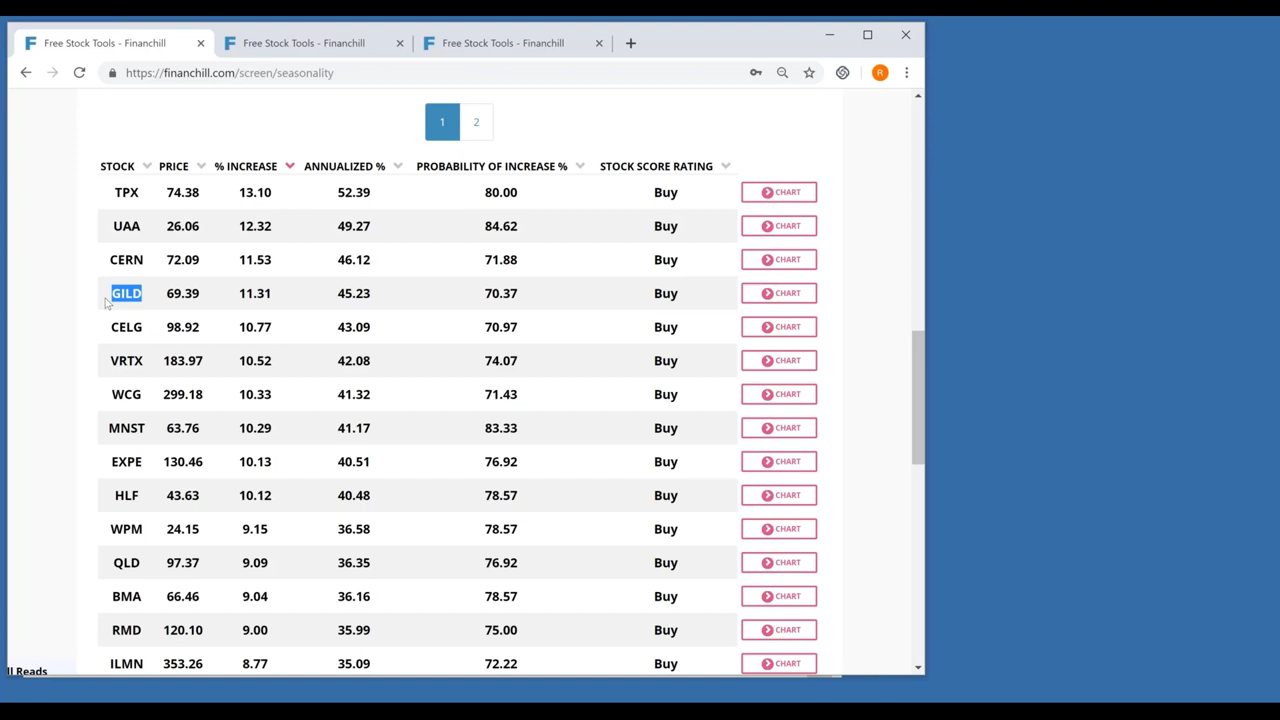 Free Stock Tools - Financhill Free Stock Tools - Financhill Free Stock Tools - Financhill
https://financhill.com/screen/seasonality R
1 2
STOCK PRICE % INCREASE ANNUALIZED % PROBABILITY OF INCREASE % STOCK SCORE RATING
TPX 74.38 13.10 52.39 80.00 Buy CHART
UAA 26.06 12.32 49.27 84.62 Buy CHART
CERN 72.09 11.53 46.12 71.88 Buy CHART
GILD 69.39 11.31 45.23 70.37 Buy CHART
CELG 98.92 10.77 43.09 70.97 Buy CHART
VRTX 183.97 10.52 42.08 74.07 Buy CHART
WCG 299.18 10.33 41.32 71.43 Buy CHART
MNST 63.76 10.29 41.17 83.33 Buy CHART
EXPE 130.46 10.13 40.51 76.92 Buy CHART
HLF 43.63 10.12 40.48 78.57 Buy CHART
WPM 24.15 9.15 36.58 78.57 Buy CHART
QLD 97.37 9.09 36.35 76.92 Buy CHART
BMA 66.46 9.04 36.16 78.57 Buy CHART
RMD 120.10 9.00 35.99 75.00 Buy CHART
ILMN 353.26 8.77 35.09 72.22 Buy CHART
ll Reads